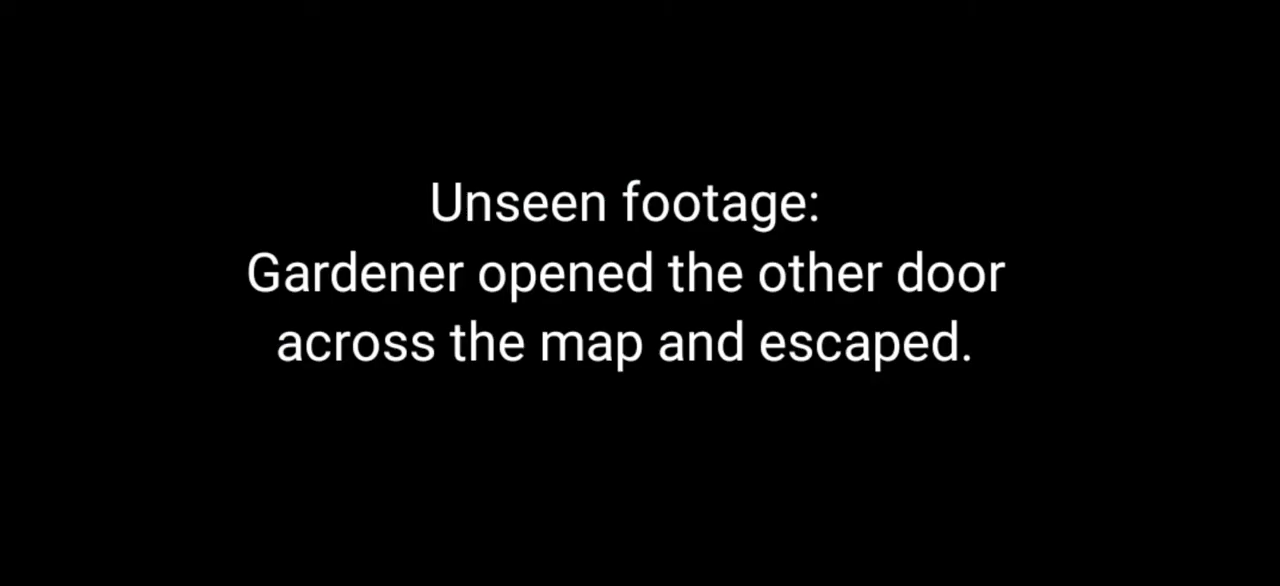 Unseen footage:
Gardener opened the other door
across the map and escaped.